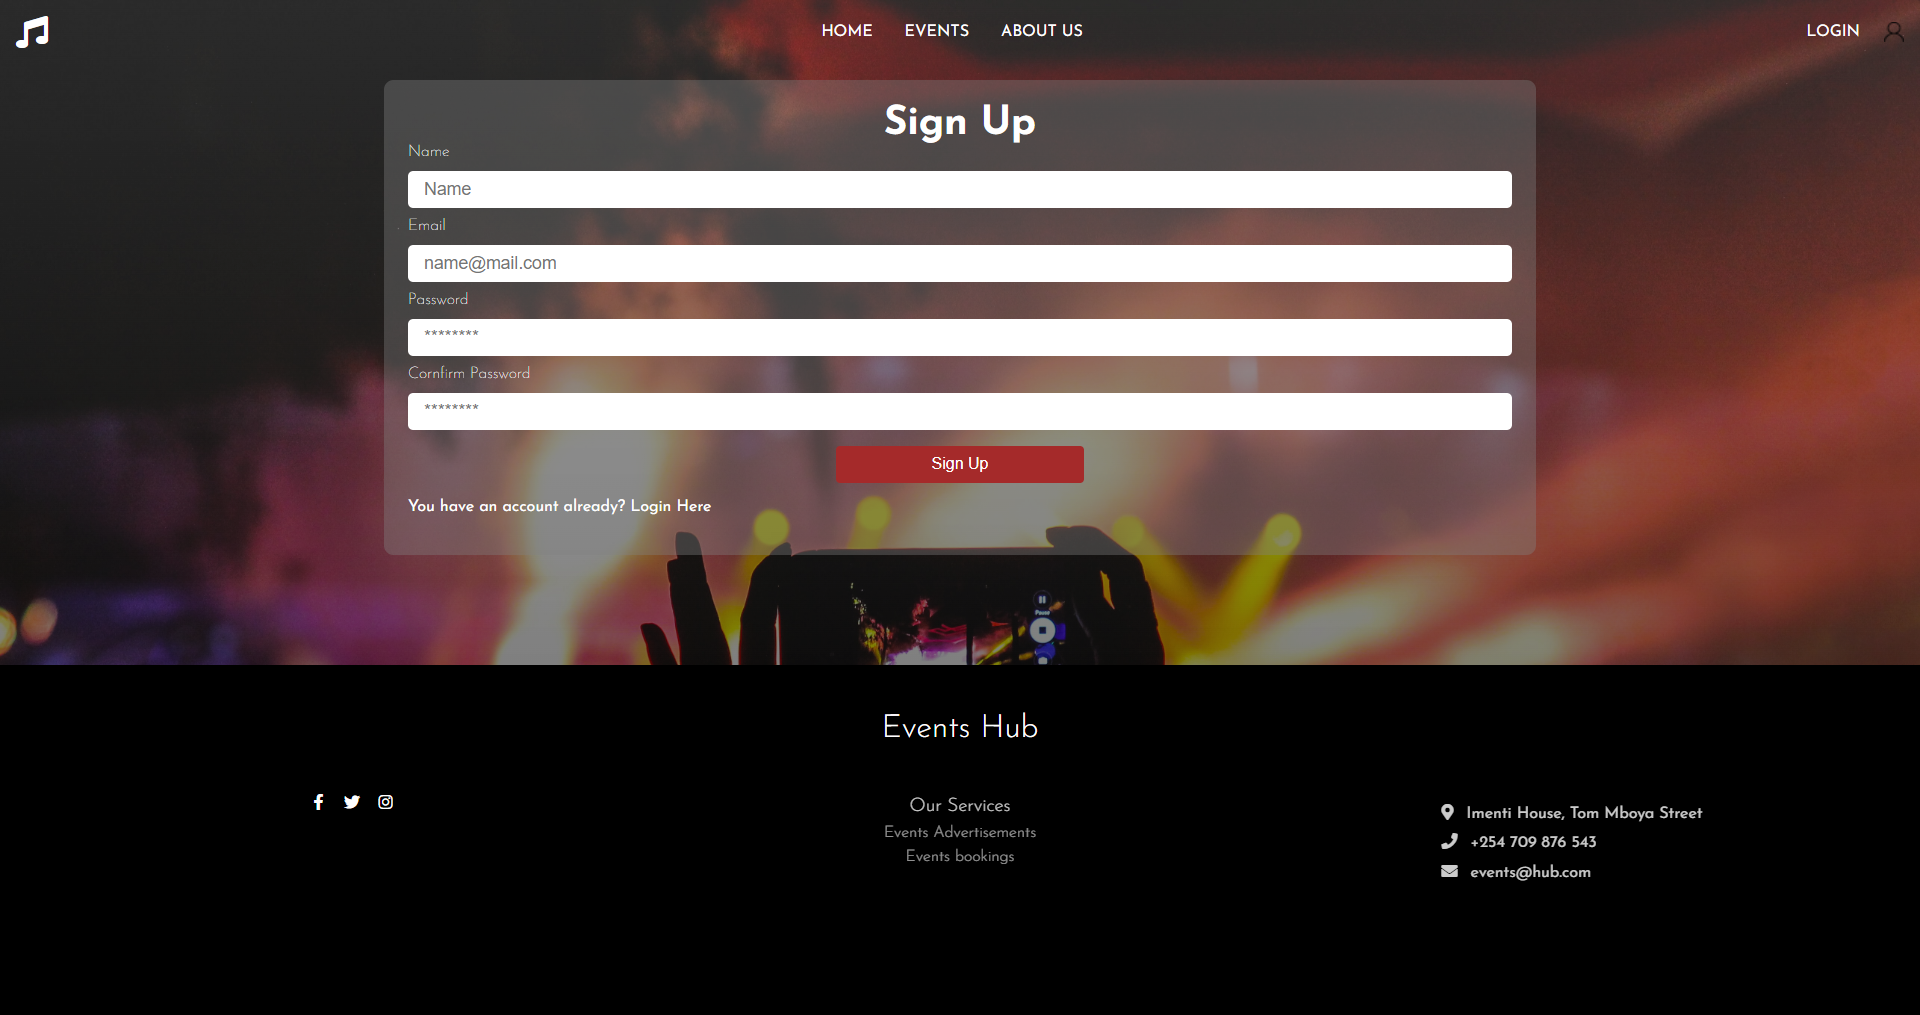 HOME EVENTS ABOUT US LOGIN
Sign Up
Name
Name
Email
name@mail.com
Password
********
Cornfirm Password
********
Sign Up
You have an account already? Login Here
Pause
Events Hub
Our Services
Events Advertisements
Events bookings
Imenti House, Tom Mboya Street
+254 709 876 543
events@hub.com